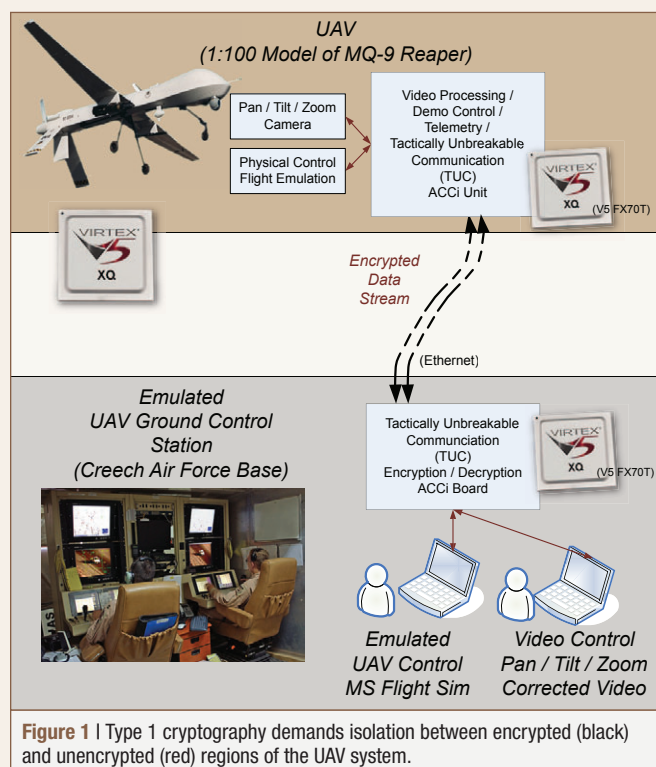 UAV
(1:100 Model of MQ-9 Reaper)
Pan / Tilt / Zoom
Camera
Physical Control
Flight Emulation
Video Processing /
Demo Control /
Telemetry /
Tactically Unbreakable
Communication
(TUC)
ACCi Unit
VIRTEX
5
XQ
(V5 FX70T)
VIRTEX
5
XQ
Encrypted
Data
Stream
(Ethernet)
Emulated
UAV Ground Control
Station
(Creech Air Force Base)
Tactically Unbreakable
Communciation
(TUC)
Encryption / Decryption
ACCi Board
VIRTEX
5
XQ
(V5 FX70T)
Emulated
UAV Control
MS Flight Sim
Video Control
Pan / Tilt / Zoom
Corrected Video
Figure 1 | Type 1 cryptography demands isolation between encrypted (black)
and unencrypted (red) regions of the UAV system.